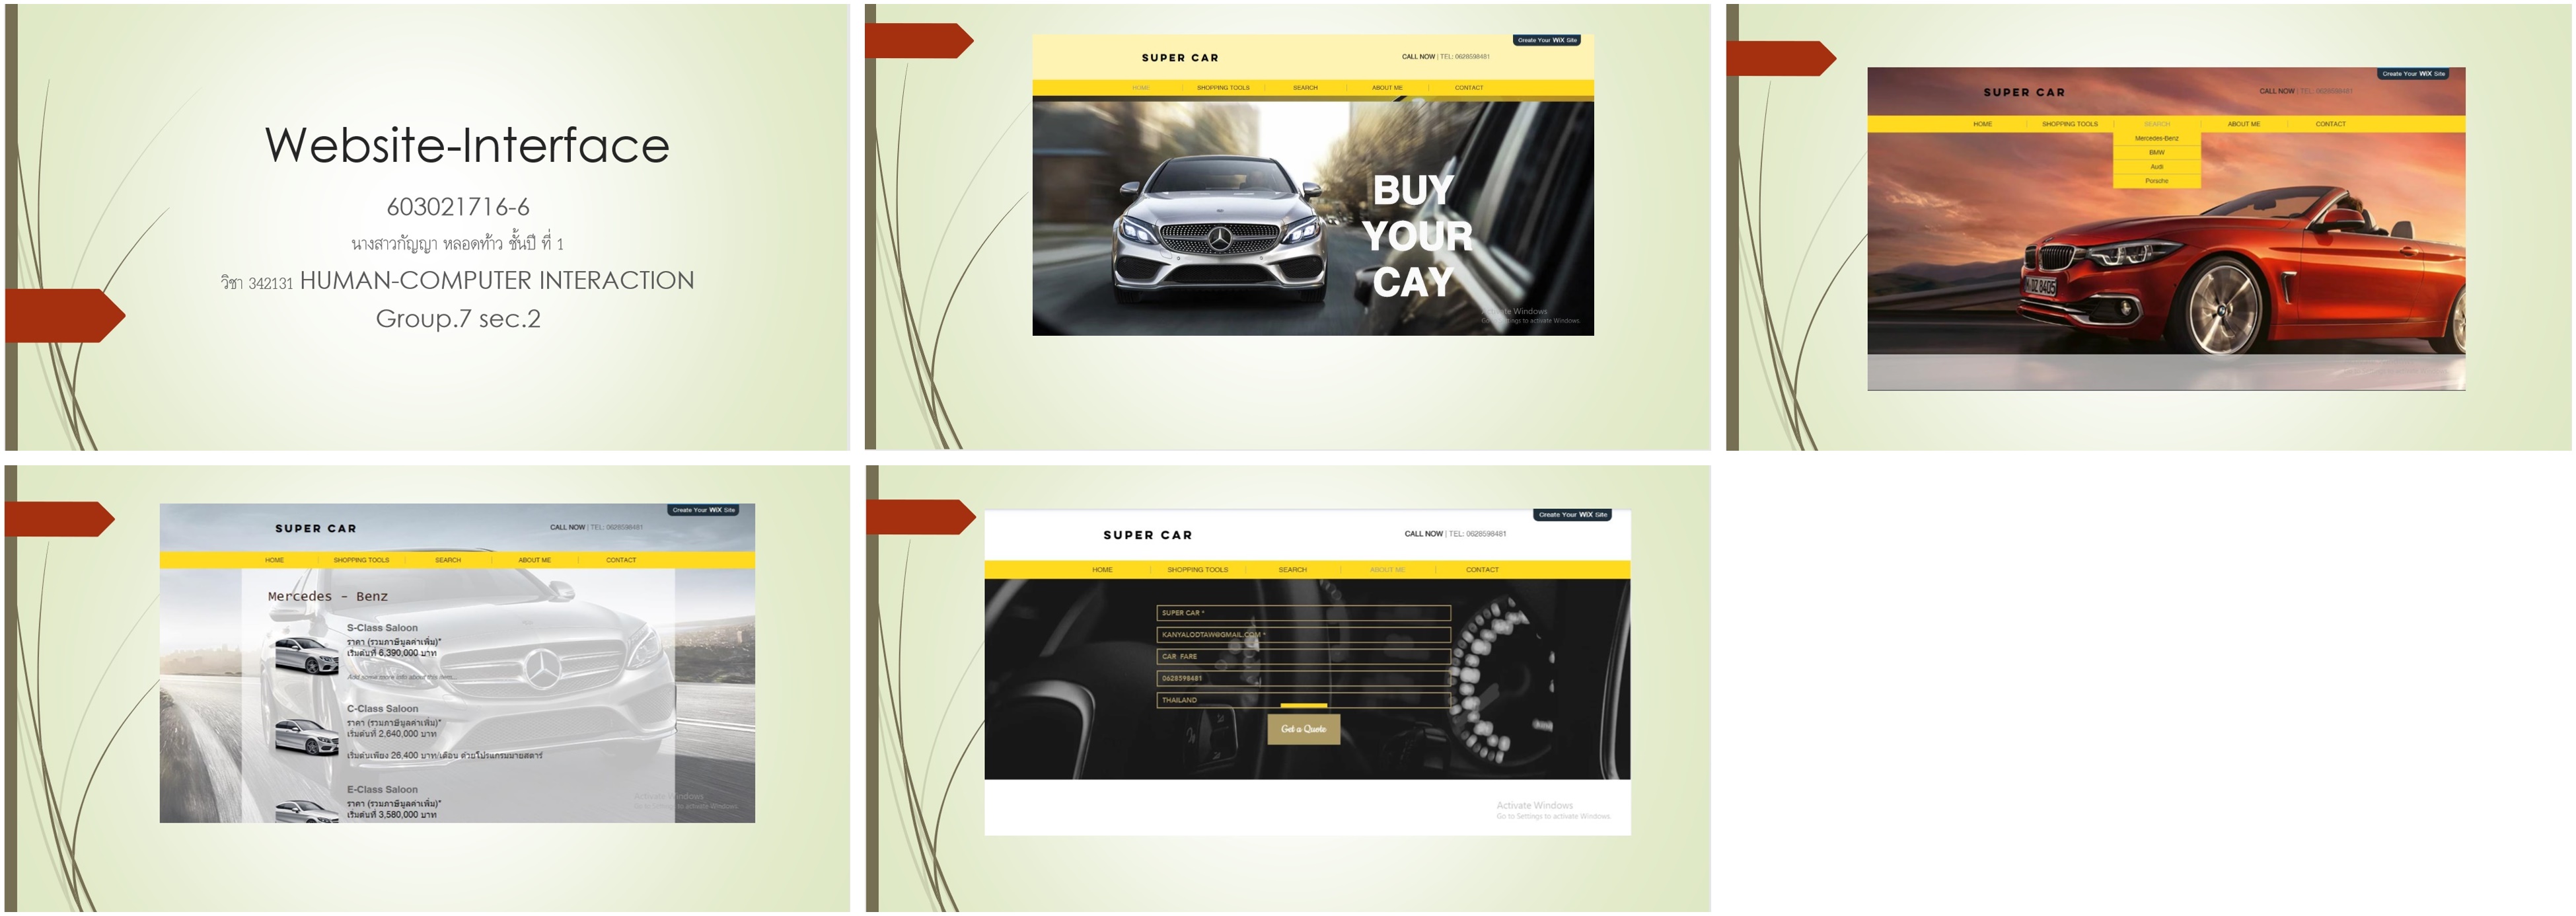 Website-Interface
603021716-6
นางสาวกัญญา หลอดท้าว ชั้นปี ที่ 1
วิชา 342131 HUMAN-COMPUTER INTERACTION
Group.7 sec.2
Create Your WiX Site
SUPER CAR
CALL NOW | TEL: 0628598481
HOME
SHOPPING TOOLS
SEARCH
ABOUT ME
CONTACT
BUY
YOUR
CAY
Activate Windows
Go to Settings to activate Windows.
Create Your WiX Site
SUPER CAR
CALL NOW | TEL: 0628598481
HOME
SHOPPING TOOLS
SEARCH
ABOUT ME
CONTACT
Mercedes-Benz
BMW
Audi
Porsche
Create Your WiX Site
SUPER CAR
CALL NOW | TEL: 0628598481
HOME
SHOPPING TOOLS
SEARCH
ABOUT ME
CONTACT
Mercedes - Benz
S-Class Saloon
ราคา (รวมภาษีมูลค่าเพิ่ม)*
เริ่มต้นที่ 6,390,000 บาท
Add some more info about this item...
C-Class Saloon
ราคา (รวมภาษีมูลค่าเพิ่ม)*
เริ่มต้นที่ 2,640,000 บาท
เริ่มต้นเพียง 26,400 บาท/เดือน ด้วยโปรแกรมมายสตาร์
E-Class Saloon
ราคา (รวมภาษีมูลค่าเพิ่ม)*
เริ่มต้นที่ 3,580,000 บาท
Activate Windows
Go to Settings to activate Windows.
Create Your WiX Site
SUPER CAR
CALL NOW | TEL: 0628598481
HOME
SHOPPING TOOLS
SEARCH
ABOUT ME
CONTACT
SUPER CAR *
KANYALODTAW@GMAIL.COM *
CAR FARE
0628598481
THAILAND
Get a Quote
Activate Windows
Go to Settings to activate Windows.